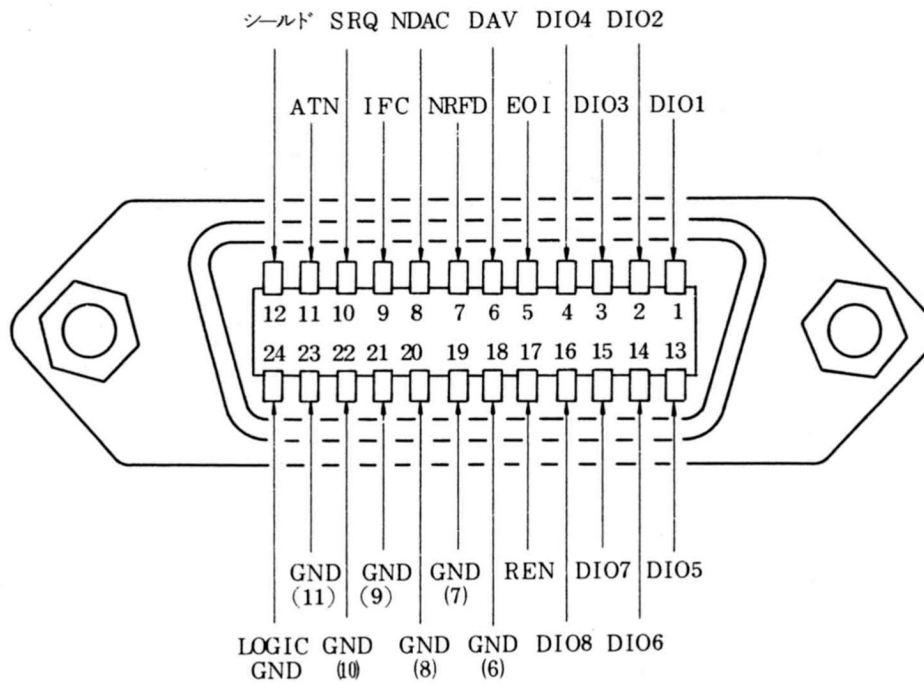 シールド SRQ NDAC DAV DIO4 DIO2
ATN IFC NRFD EOI DIO3 DIO1
12 11 10 9 8 7 6 5 4 3 2 1
24 23 22 21 20 19 18 17 16 15 14 13
GND GND GND REN DIO7 DIO5
(11) (9) (7)
LOGIC GND GND GND DIO8 DIO6
GND (10) (8) (6)